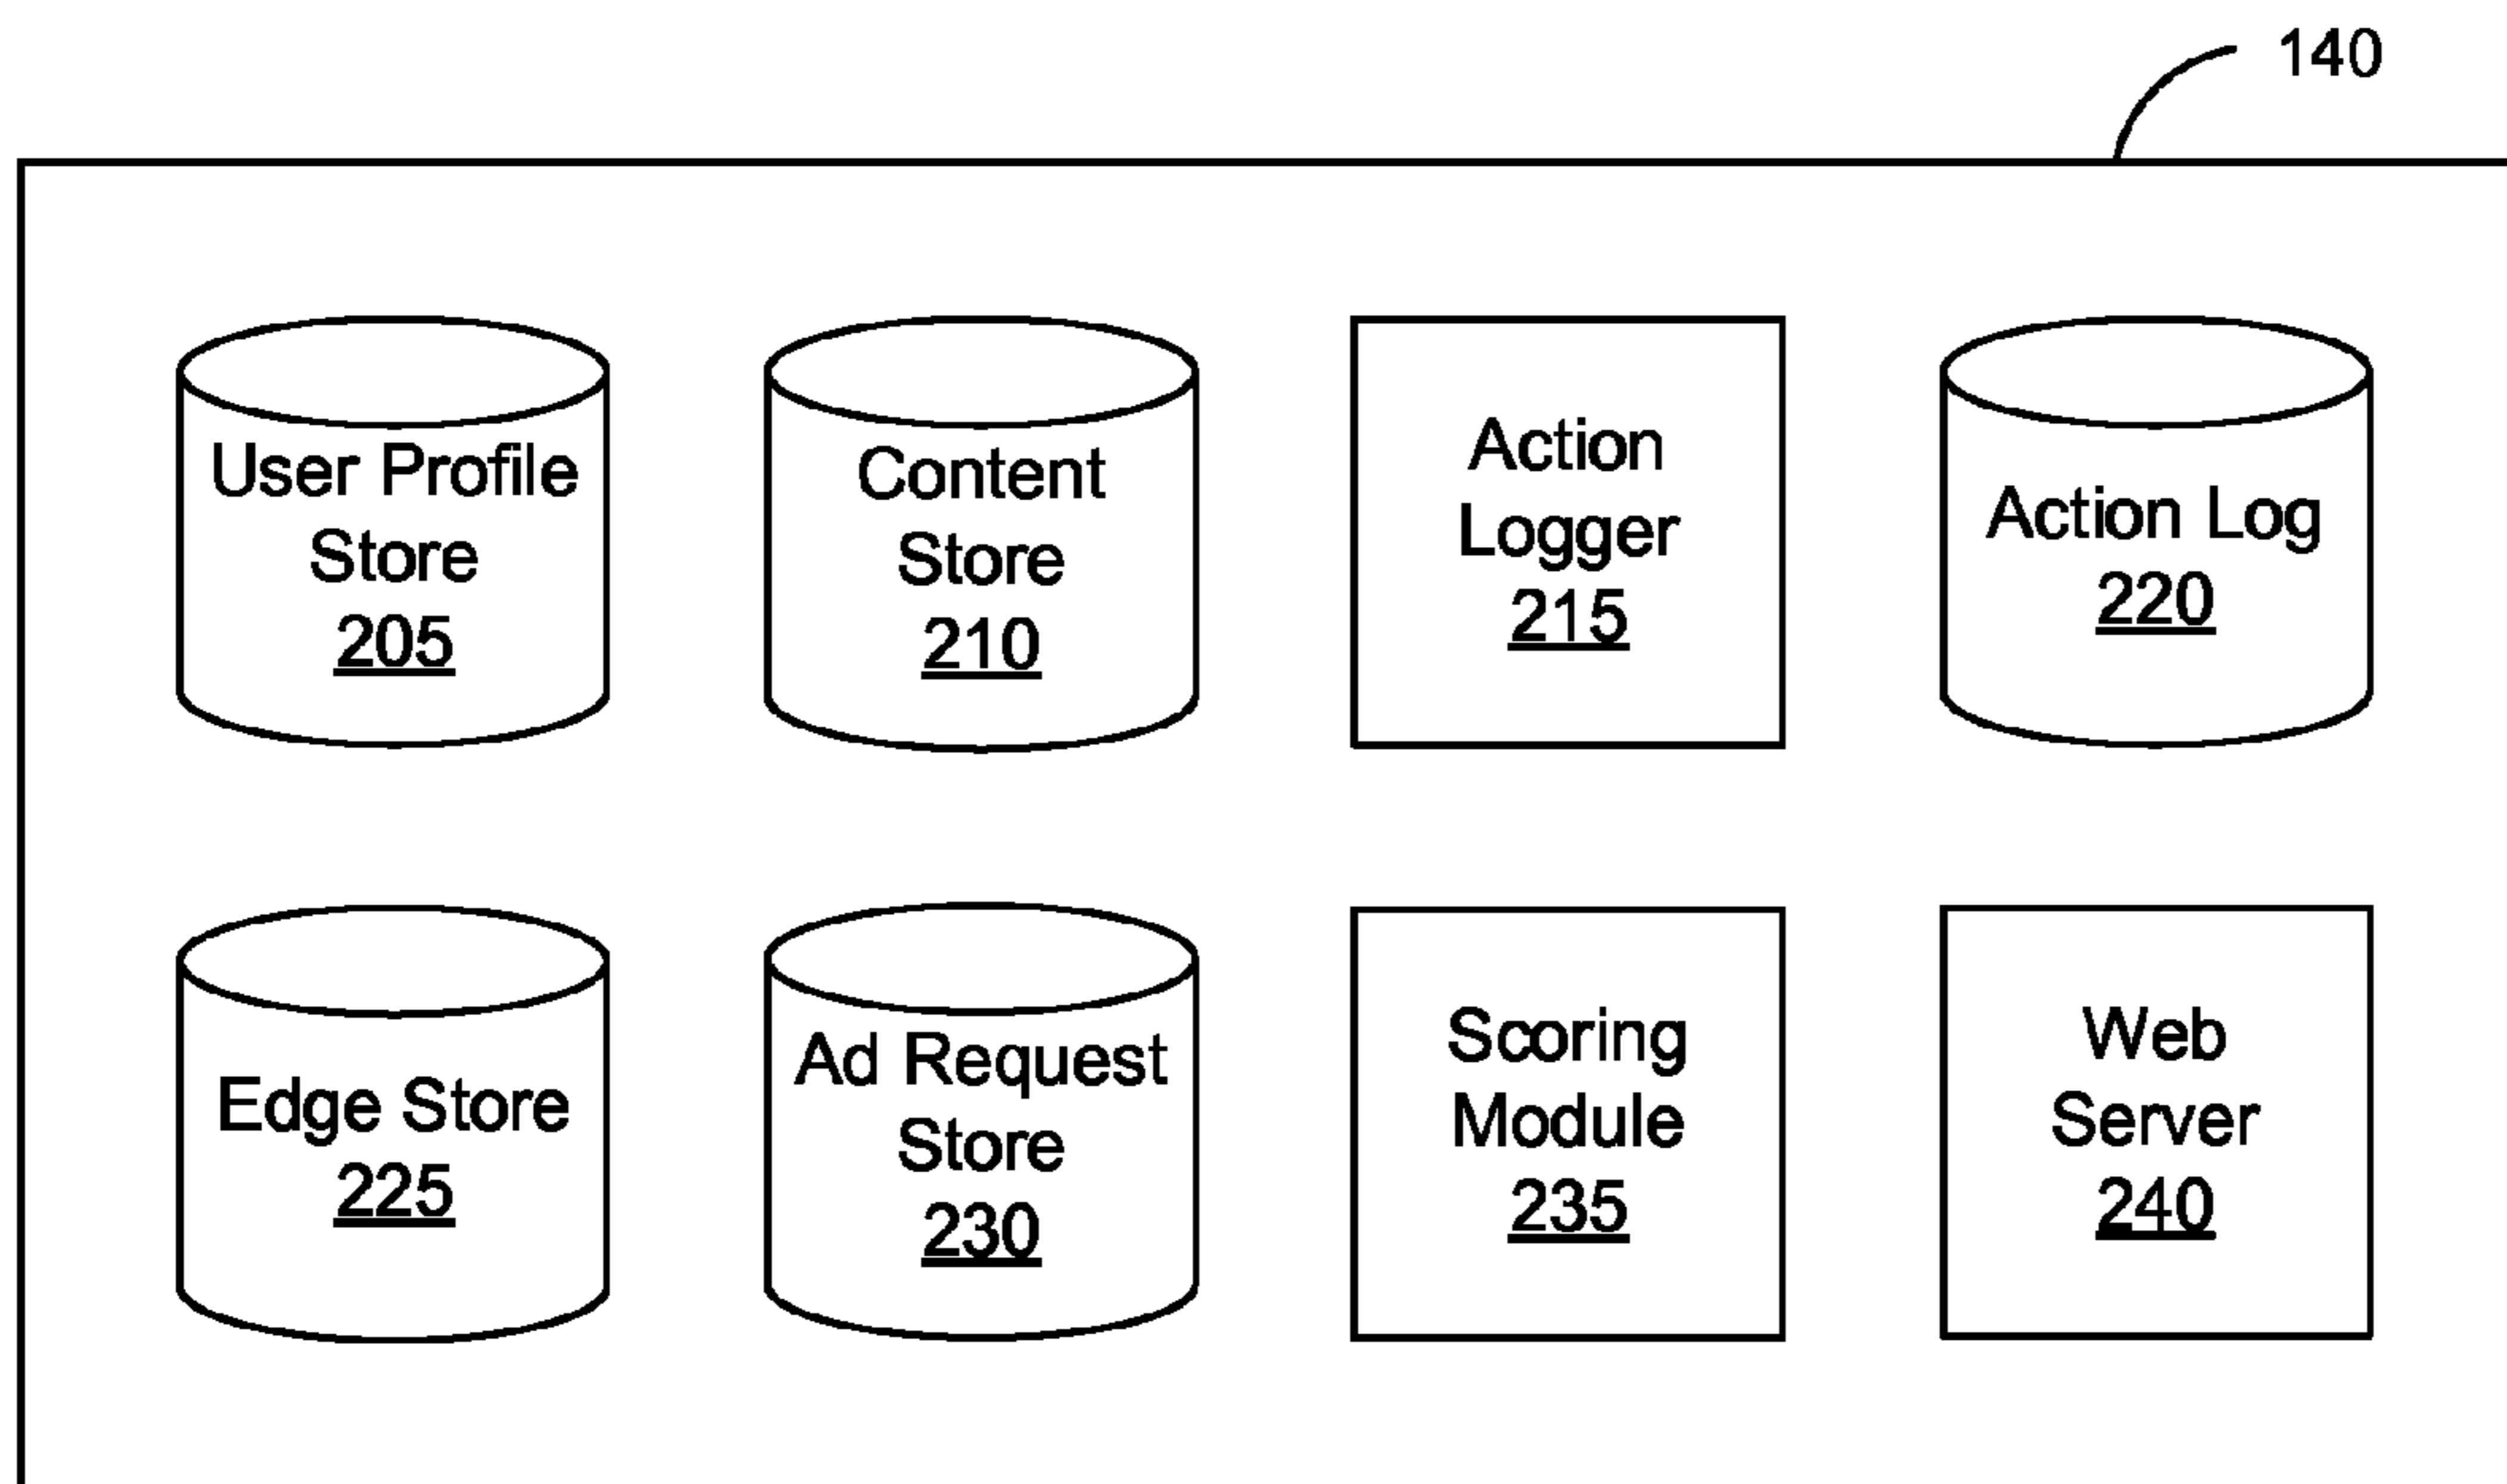 140
User Profile
Store
205
Content
Store
210
Action
Logger
215
Action Log
220
Edge Store
225
Ad Request
Store
230
Scoring
Module
235
Web
Server
240